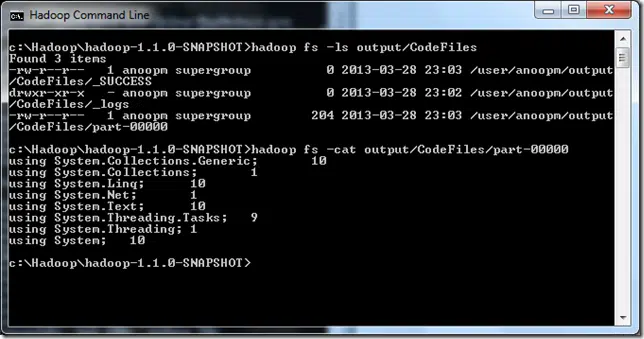 Hadoop Command Line
c:\Hadoop\hadoop-1.1.0-SNAPSHOT>hadoop fs -ls output/CodeFiles
Found 3 items
-rw-r--r--   1 anoopm supergroup          0 2013-03-28 23:03 /user/anoopm/output
/CodeFiles/_SUCCESS
drwxr-xr-x   - anoopm supergroup          0 2013-03-28 23:02 /user/anoopm/output
/CodeFiles/_logs
-rw-r--r--   1 anoopm supergroup        204 2013-03-28 23:03 /user/anoopm/output
/CodeFiles/part-00000
c:\Hadoop\hadoop-1.1.0-SNAPSHOT>hadoop fs -cat output/CodeFiles/part-00000
using System.Collections.Generic;       10
using System.Collections;       1
using System.Linq;      10
using System.Net;       1
using System.Text;      10
using System.Threading.Tasks;   9
using System.Threading; 1
using System;   10
c:\Hadoop\hadoop-1.1.0-SNAPSHOT>